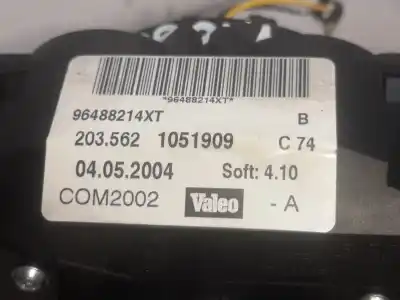 *96488214XT*
96488214XT B
203.562 1051909 C 74
04.05.2004 Soft: 4.10
COM2002 Valeo - A